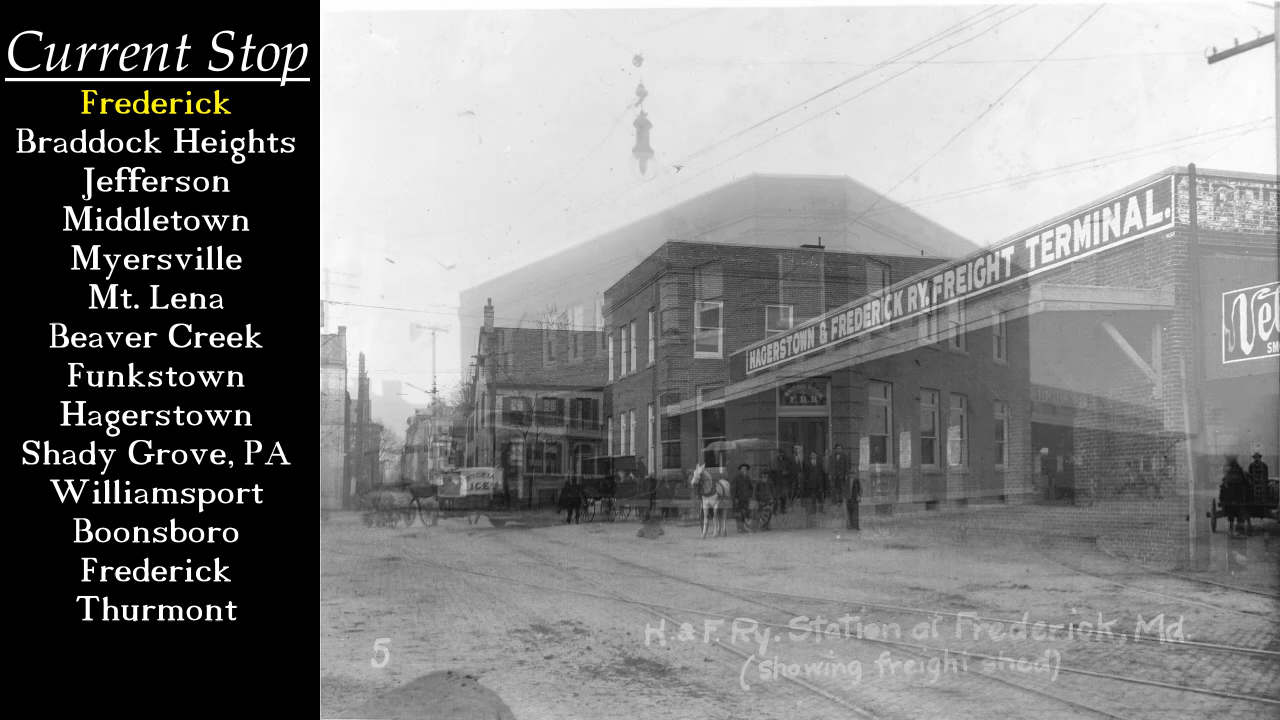 Current Stop
Frederick
Braddock Heights
Jefferson
Middletown
Myersville
Mt. Lena
Beaver Creek
Funkstown
Hagerstown
Shady Grove, PA
Williamsport
Boonsboro
Frederick
Thurmont
HAGERSTOWN & FREDERICK RY. FREIGHT TERMINAL.
ICE
5
H. & F. Ry. Station at Frederick, Md.
(showing freight shed)